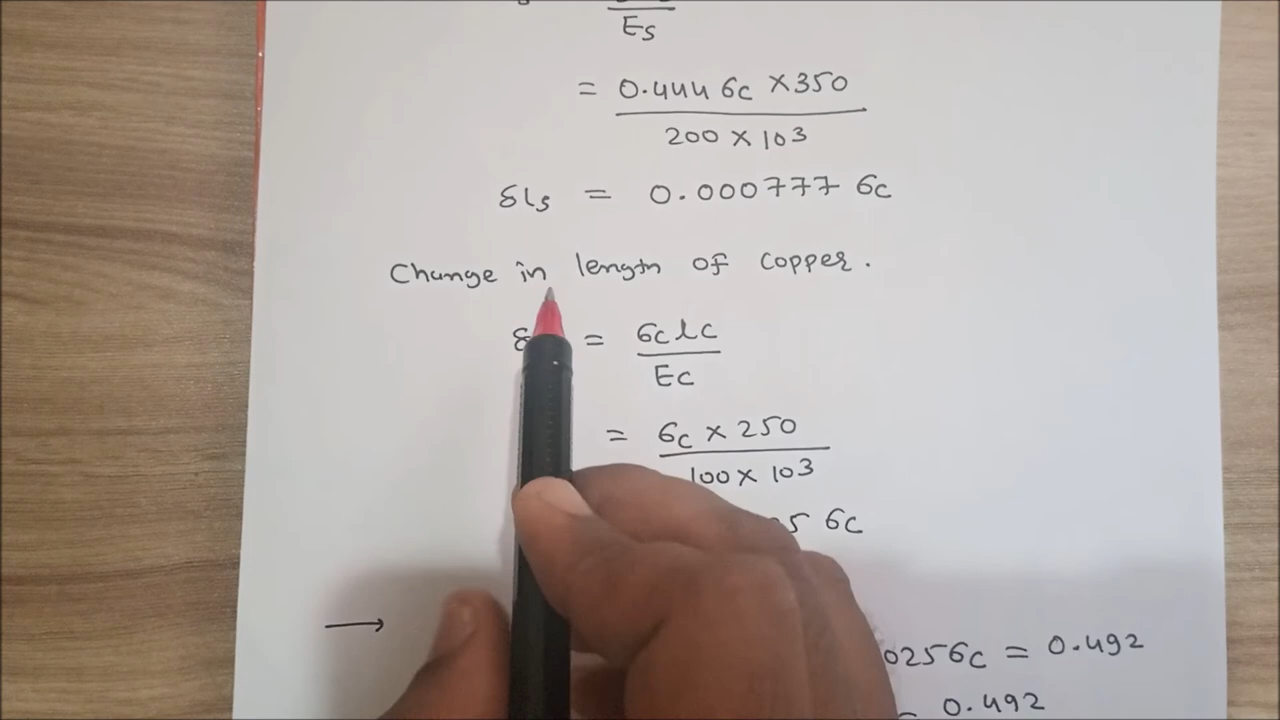 Es
= 0.444 6c × 350
200 × 10³
δls = 0.000777 6c
Change in length of copper.
= 6c lc
Ec
= 6c × 250
100 × 10³
5 6c
→
0256c = 0.492
0.492